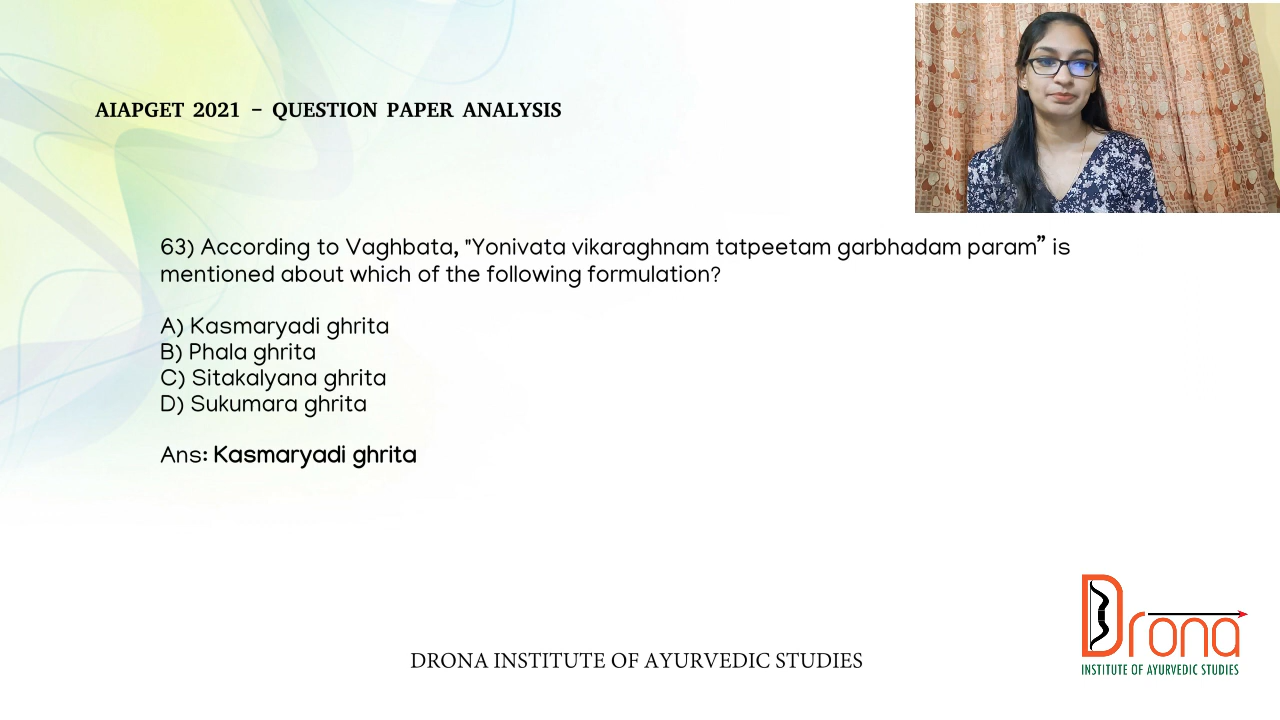 AIAPGET 2021 - QUESTION PAPER ANALYSIS
63) According to Vaghbata, "Yonivata vikaraghnam tatpeetam garbhadam param” is
mentioned about which of the following formulation?
A) Kasmaryadi ghrita
B) Phala ghrita
C) Sitakalyana ghrita
D) Sukumara ghrita
Ans: Kasmaryadi ghrita
DRONA INSTITUTE OF AYURVEDIC STUDIES
Drona
INSTITUTE OF AYURVEDIC STUDIES